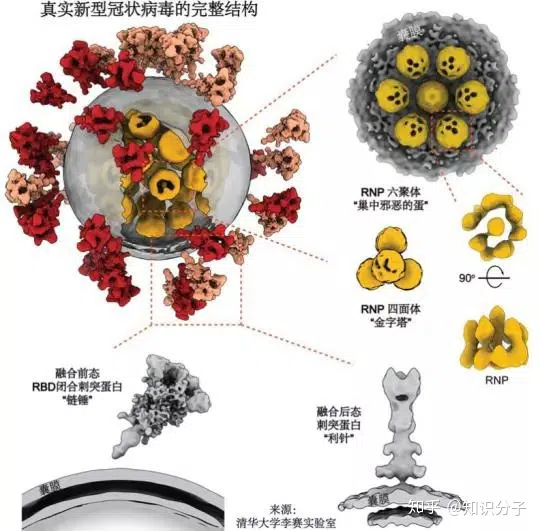 真实新型冠状病毒的完整结构
囊膜
RNP 六聚体
“巢中邪恶的蛋”
RNP 四面体
“金字塔”
90°
RNP
融合前态
RBD闭合刺突蛋白
“链锤”
囊膜
融合后态
刺突蛋白
“利针”
囊膜
来源：
清华大学李赛实验室
知乎 @知识分子